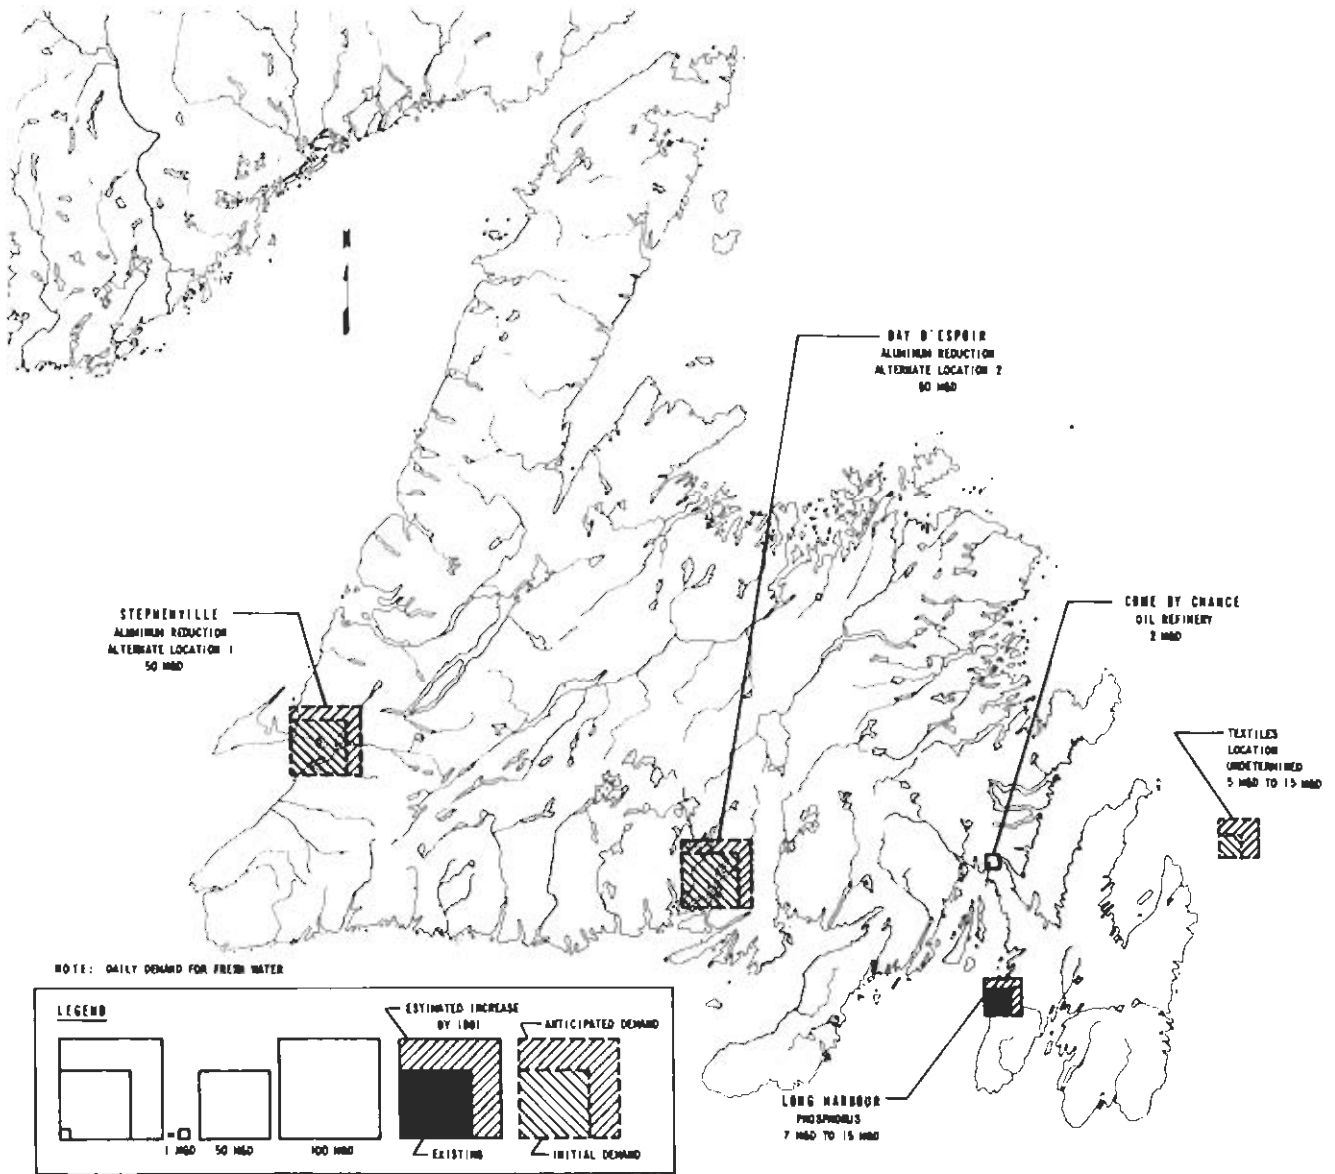 BAY D'ESPOIR
ALUMINUM REDUCTION
ALTERNATE LOCATION 2
50 MGD
STEPHENVILLE
ALUMINUM REDUCTION
ALTERNATE LOCATION 1
50 MGD
COME BY CHANCE
OIL REFINERY
2 MGD
TEXTILES
LOCATION
UNDETERMINED
5 MGD TO 15 MGD
LONG HARBOUR
PHOSPHORUS
7 MGD TO 15 MGD
NOTE: DAILY DEMAND FOR FRESH WATER
LEGEND
= 1 MGD
50 MGD
100 MGD
ESTIMATED INCREASE
BY 1981
EXISTING
ANTICIPATED DEMAND
INITIAL DEMAND